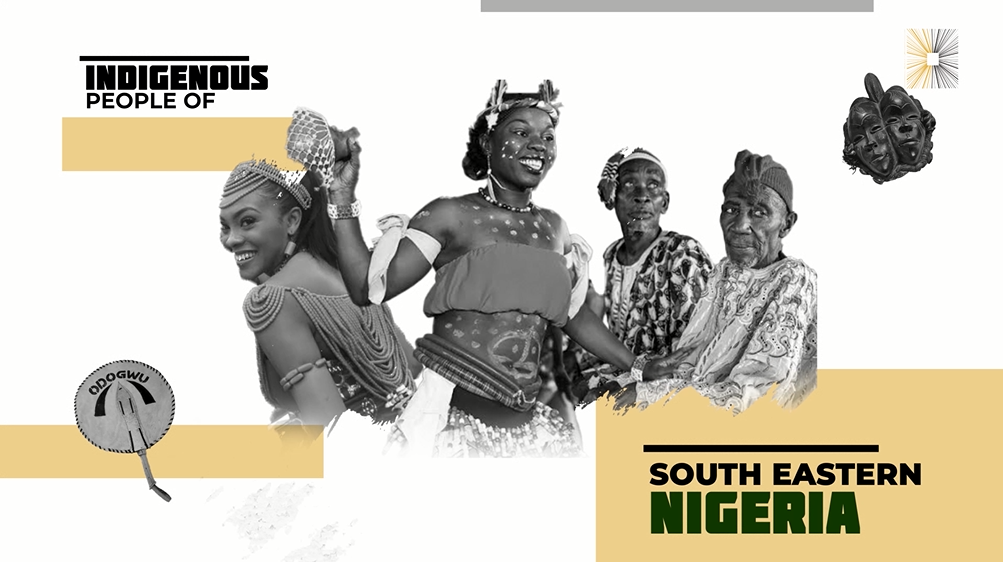 INDIGENOUS
PEOPLE OF
ODOGWU
SOUTH EASTERN
NIGERIA